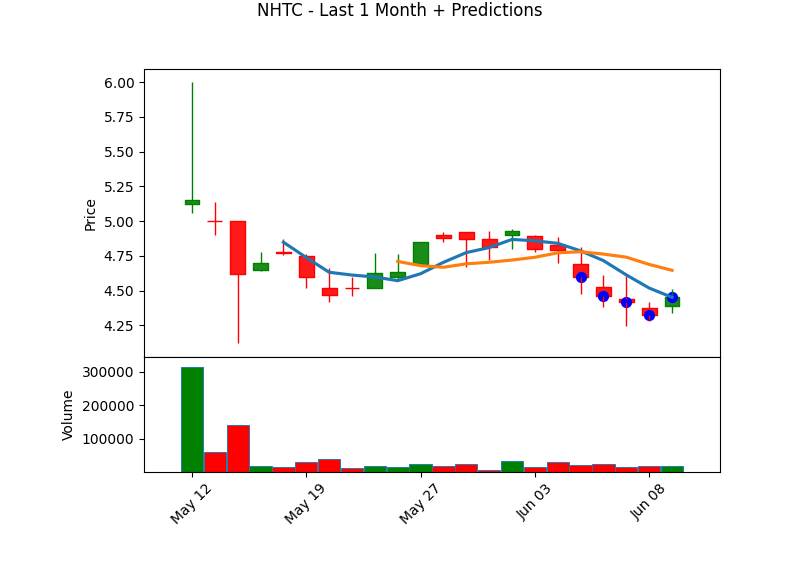 NHTC - Last 1 Month + Predictions
6.00
5.75
5.50
5.25
5.00
4.75
4.50
4.25
Price
300000
200000
100000
Volume
May 12
May 19
May 27
Jun 03
Jun 08